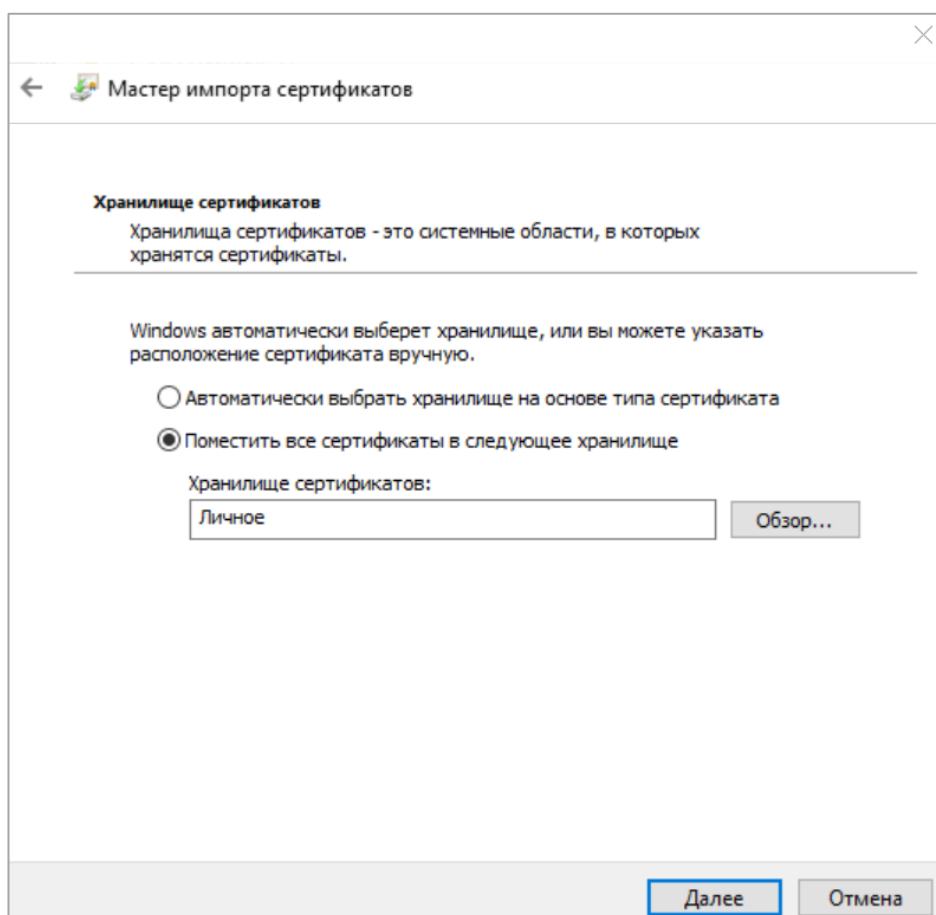 Мастер импорта сертификатов
Хранилище сертификатов
Хранилища сертификатов - это системные области, в которых
хранятся сертификаты.
Windows автоматически выберет хранилище, или вы можете указать
расположение сертификата вручную.
Автоматически выбрать хранилище на основе типа сертификата
Поместить все сертификаты в следующее хранилище
Хранилище сертификатов:
Личное
Обзор...
Далее
Отмена